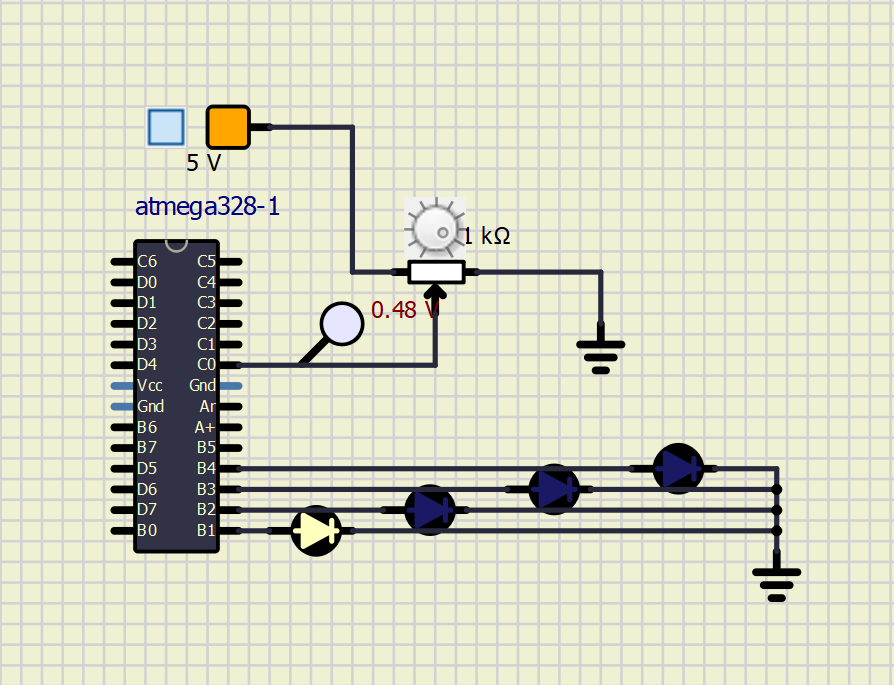 5 V
atmega328-1
1 kΩ
0.48 V
C6 C5
D0 C4
D1 C3
D2 C2
D3 C1
D4 C0
Vcc Gnd
Gnd Ar
B6 A+
B7 B5
D5 B4
D6 B3
D7 B2
B0 B1